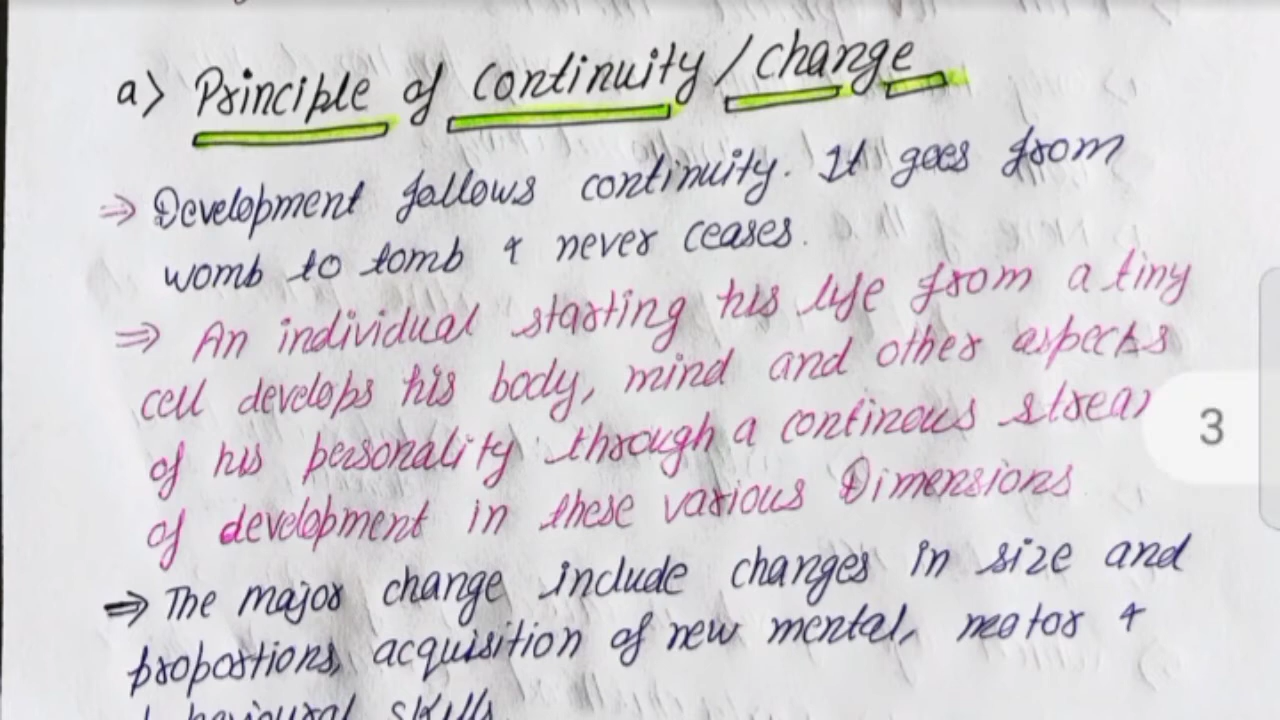 a) Principle of continuity / change
⇒ Development follows continuity. It goes from
womb to tomb & never ceases.
⇒ An individual starting his life from a tiny
cell develops his body, mind and other aspects
of his personality through a continous
of development in these various Dimensions
3
⇒ The major change include changes in size and
proportions, acquisition of new mental, motor &
skills